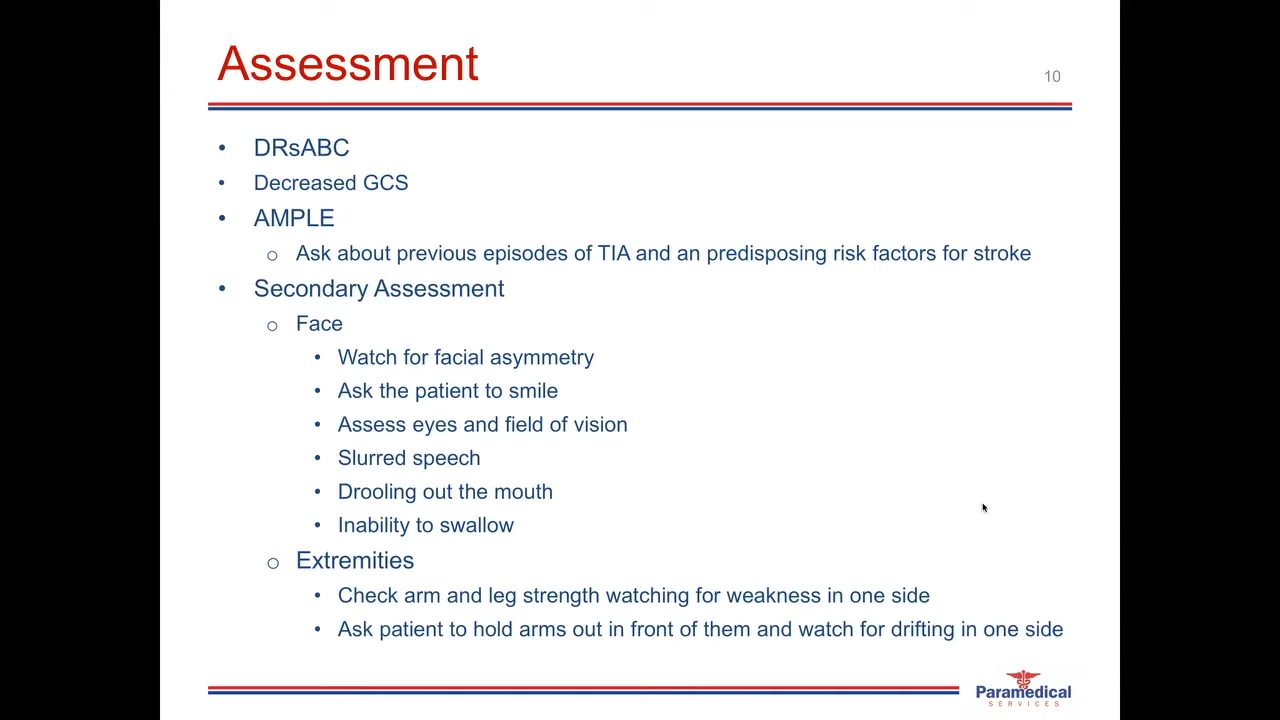 Assessment
10
• DRsABC
• Decreased GCS
• AMPLE
o Ask about previous episodes of TIA and an predisposing risk factors for stroke
• Secondary Assessment
o Face
• Watch for facial asymmetry
• Ask the patient to smile
• Assess eyes and field of vision
• Slurred speech
• Drooling out the mouth
• Inability to swallow
o Extremities
• Check arm and leg strength watching for weakness in one side
• Ask patient to hold arms out in front of them and watch for drifting in one side
Paramedical
SERVICES